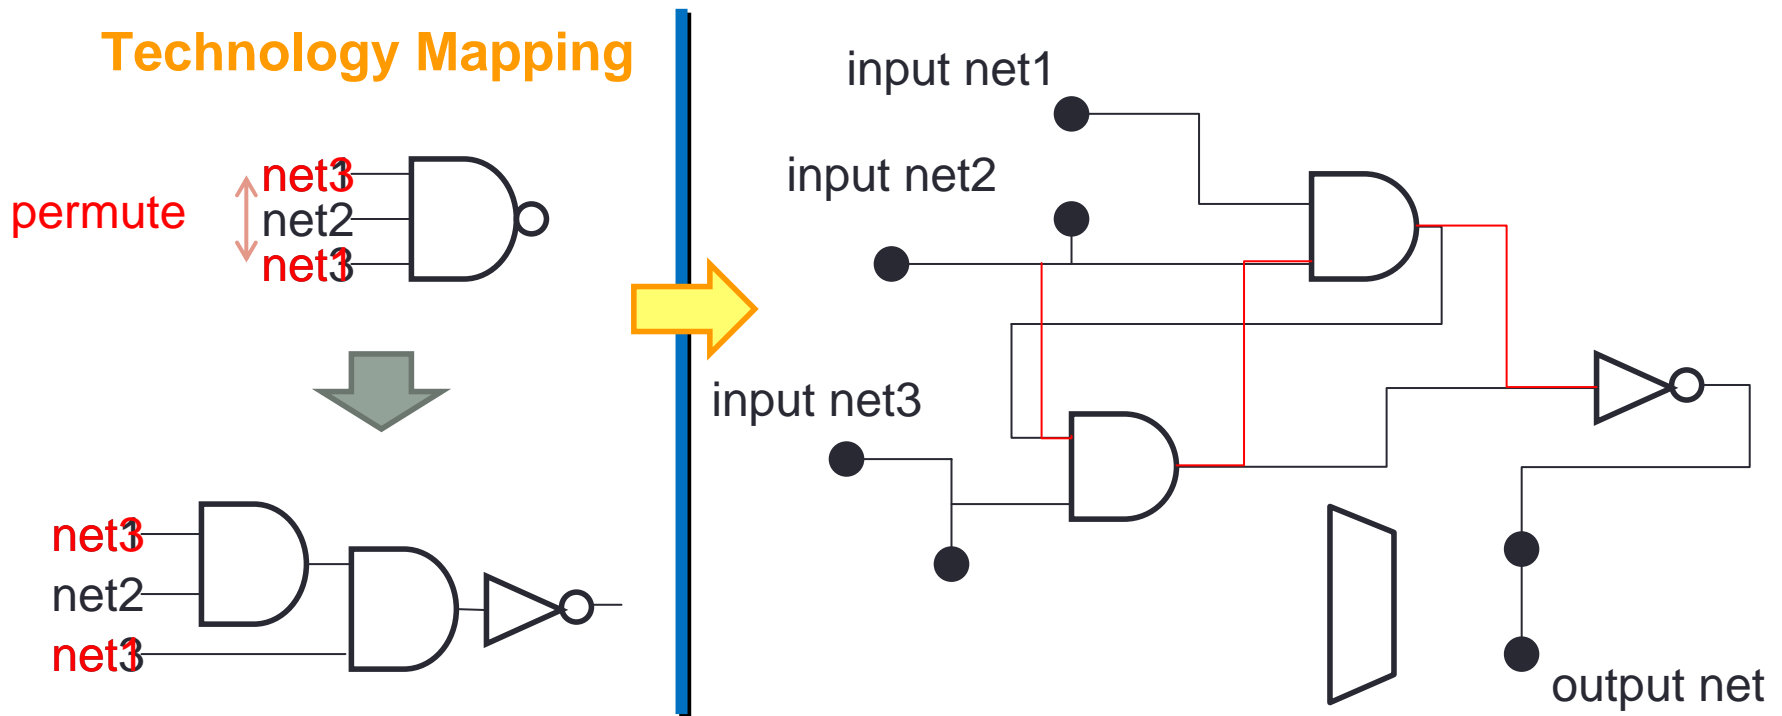 Technology Mapping
permute
net3
net2
net1
net3
net2
net1
input net1
input net2
input net3
output net